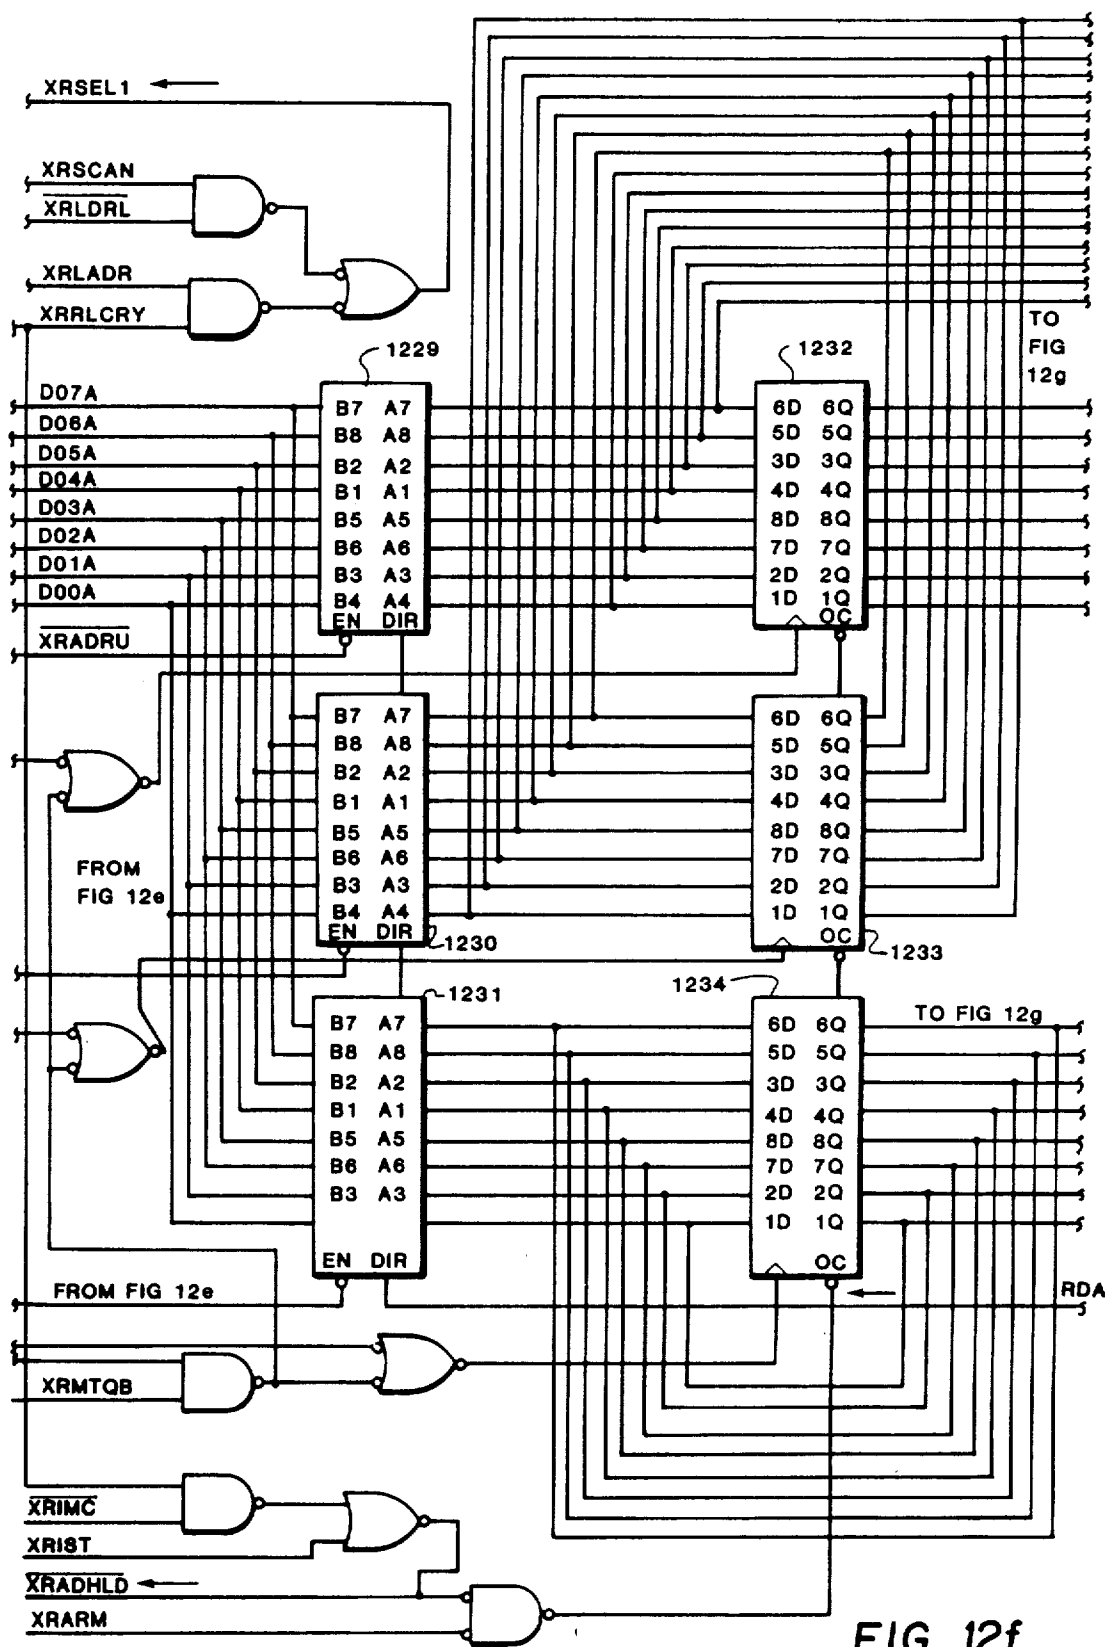 XRSEL1
XRSCAN
XRLDRL
XRLADR
XRRLCRY
TO
FIG
12g
1229
1232
D07A
D06A
D05A
D04A
D03A
D02A
D01A
D00A
XRADRU
B7 A7
B8 A8
B2 A2
B1 A1
B5 A5
B6 A6
B3 A3
B4 A4
EN DIR
6D 6Q
5D 5Q
3D 3Q
4D 4Q
8D 8Q
7D 7Q
2D 2Q
1D 1Q
OC
B7 A7
B8 A8
B2 A2
B1 A1
B5 A5
B6 A6
B3 A3
B4 A4
EN DIR
1230
6D 6Q
5D 5Q
3D 3Q
4D 4Q
8D 8Q
7D 7Q
2D 2Q
1D 1Q
OC
1233
FROM
FIG 12e
1231
1234
B7 A7
B8 A8
B2 A2
B1 A1
B5 A5
B6 A6
B3 A3
EN DIR
6D 6Q
5D 5Q
3D 3Q
4D 4Q
8D 8Q
7D 7Q
2D 2Q
1D 1Q
OC
TO FIG 12g
FROM FIG 12e
RDA
XRMTQB
XRIMC
XRIST
XRADHLD
XRARM
FIG 12f